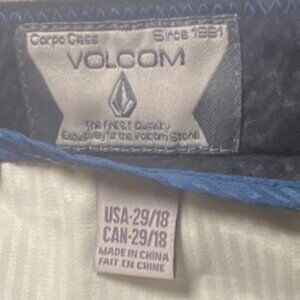 Corpo Class Since 1991
VOLCOM
The FINEST Quality
Exclusively for the Volcom Stone
USA-29/18
CAN-29/18
MADE IN CHINA
FAIT EN CHINE